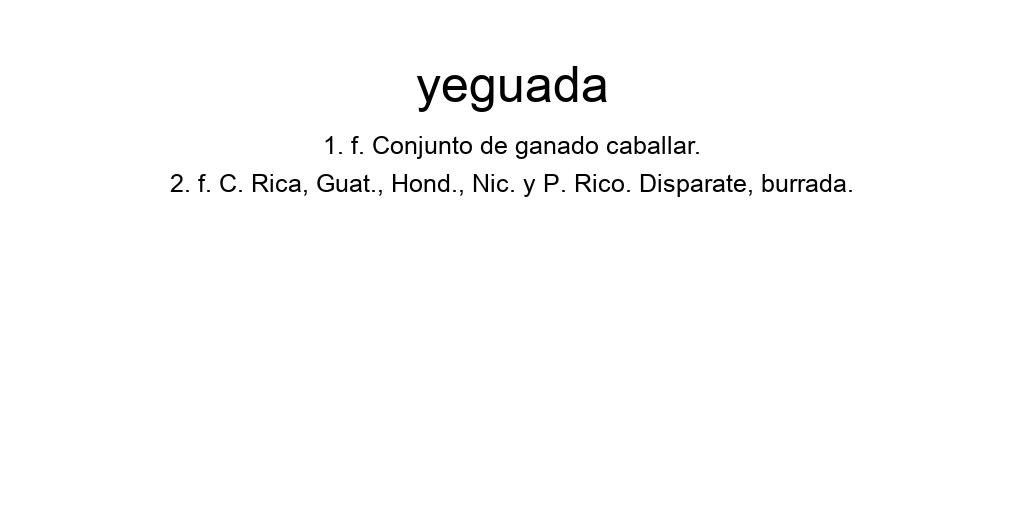 yeguada
1. f. Conjunto de ganado caballar.
2. f. C. Rica, Guat., Hond., Nic. y P. Rico. Disparate, burrada.